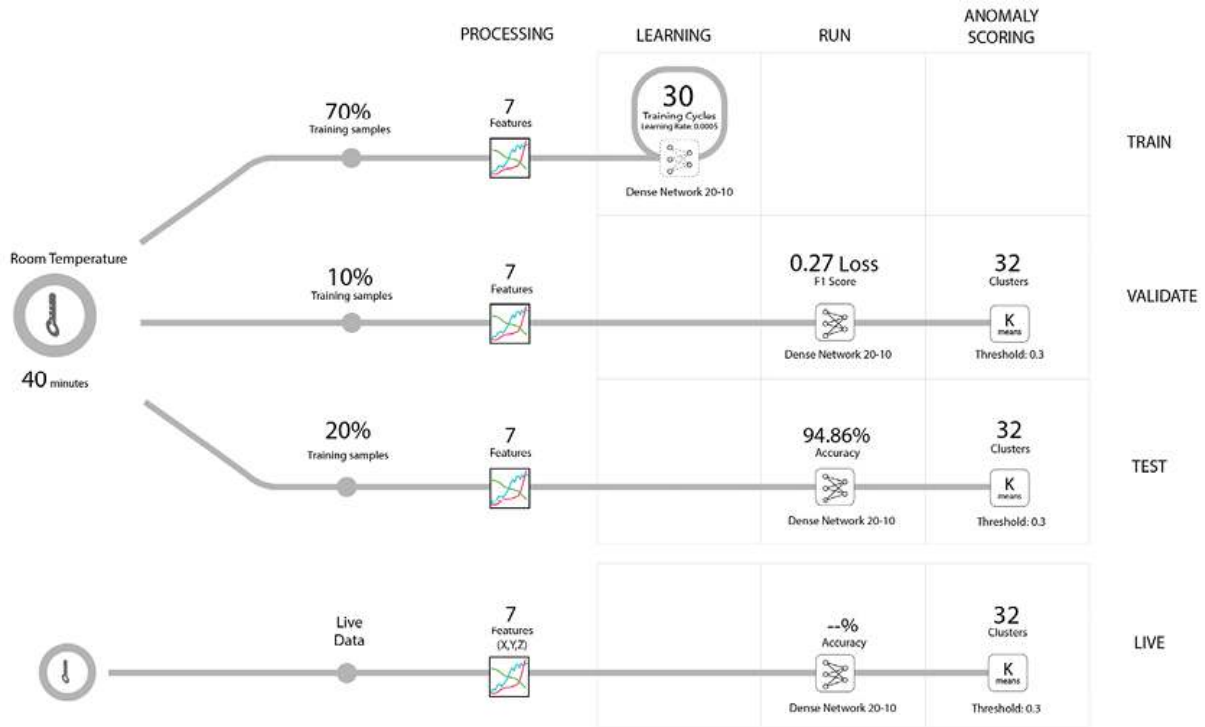 PROCESSING
LEARNING
RUN
ANOMALY
SCORING
70%
Training samples
7
Features
30
Training Cycles
Learning Rate: 0.0005
Dense Network 20-10
TRAIN
Room Temperature
40 minutes
10%
Training samples
7
Features
0.27 Loss
F1 Score
Dense Network 20-10
32
Clusters
K
means
Threshold: 0.3
VALIDATE
20%
Training samples
7
Features
94.86%
Accuracy
Dense Network 20-10
32
Clusters
K
means
Threshold: 0.3
TEST
Live
Data
7
Features
(X,Y,Z)
--%
Accuracy
Dense Network 20-10
32
Clusters
K
means
Threshold: 0.3
LIVE